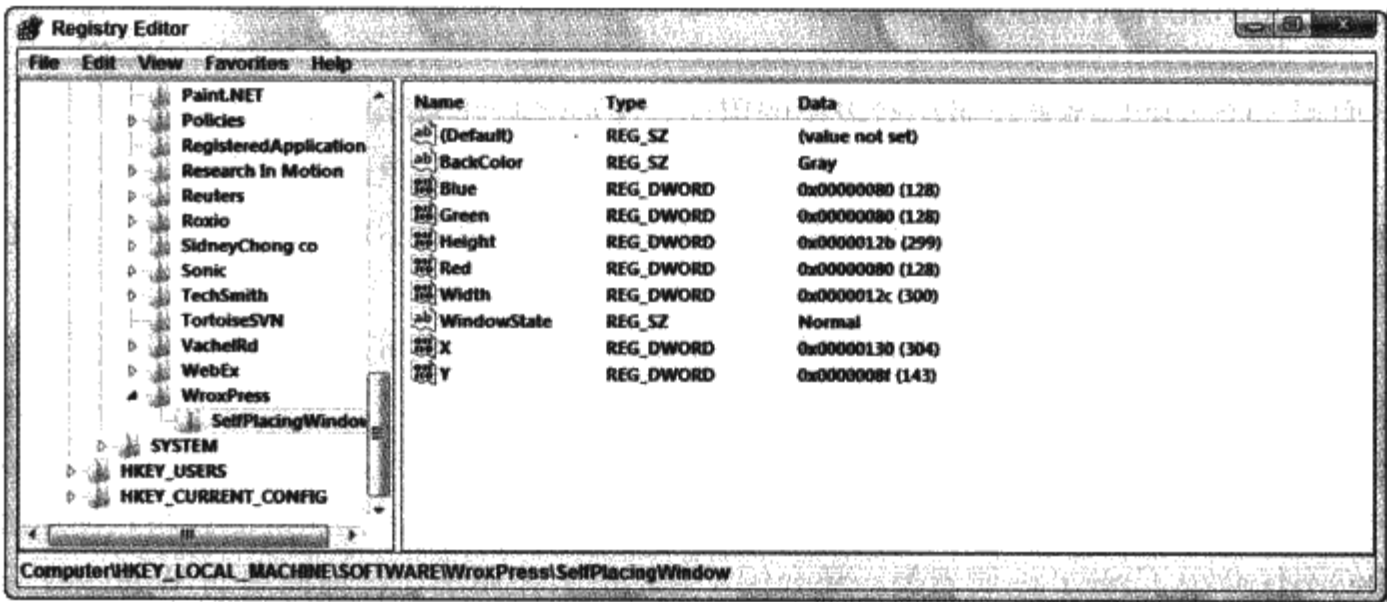 Registry Editor
File Edit View Favorites Help
Paint.NET
Policies
RegisteredApplication
Research In Motion
Reuters
Roxio
SidneyChong co
Sonic
TechSmith
TortoiseSVN
VachelRd
WebEx
WroxPress
SelfPlacingWindow
SYSTEM
HKEY_USERS
HKEY_CURRENT_CONFIG
Name Type Data
(Default) REG_SZ (value not set)
BackColor REG_SZ Gray
Blue REG_DWORD 0x00000080 (128)
Green REG_DWORD 0x00000080 (128)
Height REG_DWORD 0x0000012b (299)
Red REG_DWORD 0x00000080 (128)
Width REG_DWORD 0x0000012c (300)
WindowState REG_SZ Normal
X REG_DWORD 0x00000130 (304)
Y REG_DWORD 0x0000008f (143)
Computer\HKEY_LOCAL_MACHINE\SOFTWARE\WroxPress\SelfPlacingWindow